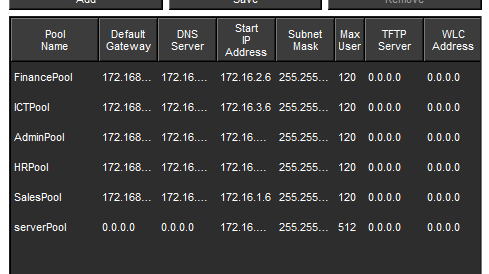 Add Save Remove
Pool Name Default Gateway DNS Server Start IP Address Subnet Mask Max User TFTP Server WLC Address
FinancePool 172.168... 172.16.... 172.16.2.6 255.255... 120 0.0.0.0 0.0.0.0
ICTPool 172.168... 172.16.... 172.16.3.6 255.255... 120 0.0.0.0 0.0.0.0
AdminPool 172.168... 172.16.... 172.16.... 255.255... 120 0.0.0.0 0.0.0.0
HRPool 172.168... 172.16.... 172.16.... 255.255... 120 0.0.0.0 0.0.0.0
SalesPool 172.168... 172.16.... 172.16.1.6 255.255... 120 0.0.0.0 0.0.0.0
serverPool 0.0.0.0 0.0.0.0 172.16.... 255.255... 512 0.0.0.0 0.0.0.0